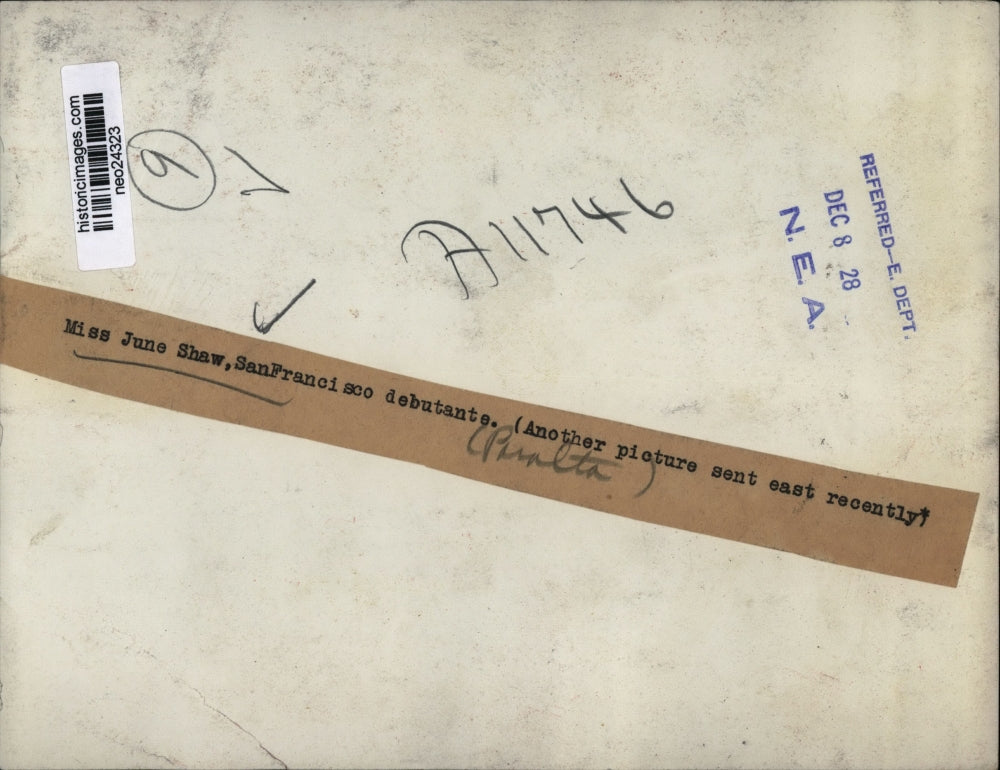 historicimages.com
neo24323
9
A11746
REFERRED—E. DEPT.
DEC 8 28
N. E. A.
Miss June Shaw,SanFrancisco debutante. (Another picture sent east recently)
(Peralta)